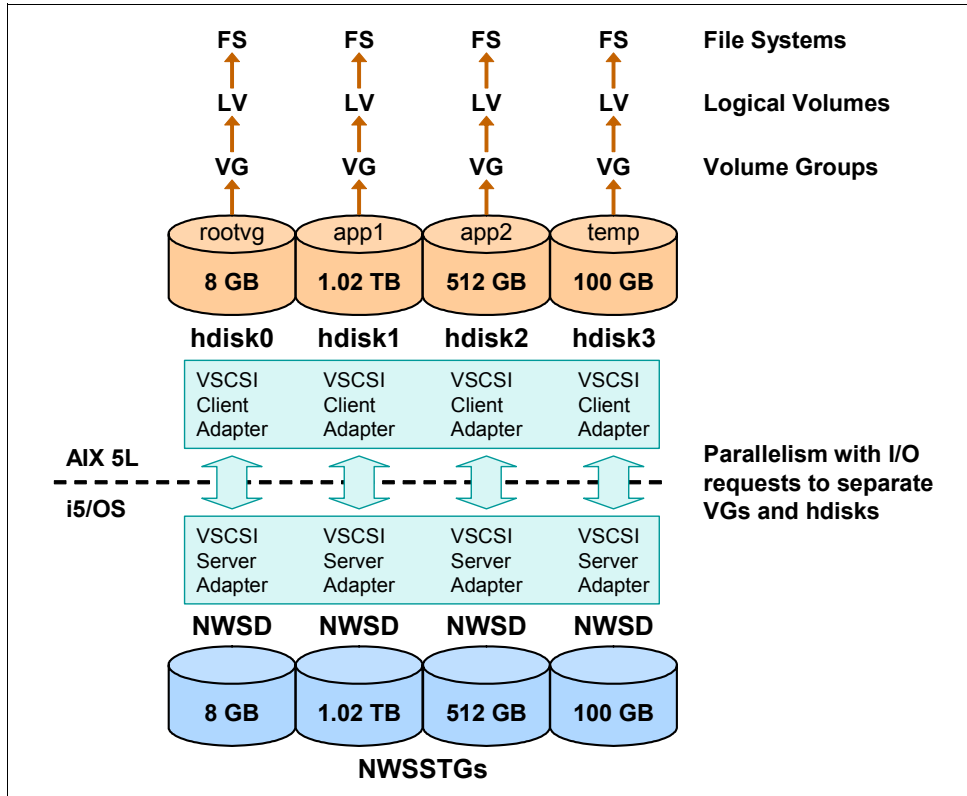 FS FS FS FS File Systems
LV LV LV LV Logical Volumes
VG VG VG VG Volume Groups
rootvg app1 app2 temp
8 GB 1.02 TB 512 GB 100 GB
hdisk0 hdisk1 hdisk2 hdisk3
VSCSI VSCSI VSCSI VSCSI
Client Client Client Client
Adapter Adapter Adapter Adapter
AIX 5L
i5/OS
Parallelism with I/O
requests to separate
VGs and hdisks
VSCSI VSCSI VSCSI VSCSI
Server Server Server Server
Adapter Adapter Adapter Adapter
NWSD NWSD NWSD NWSD
8 GB 1.02 TB 512 GB 100 GB
NWSSTGs